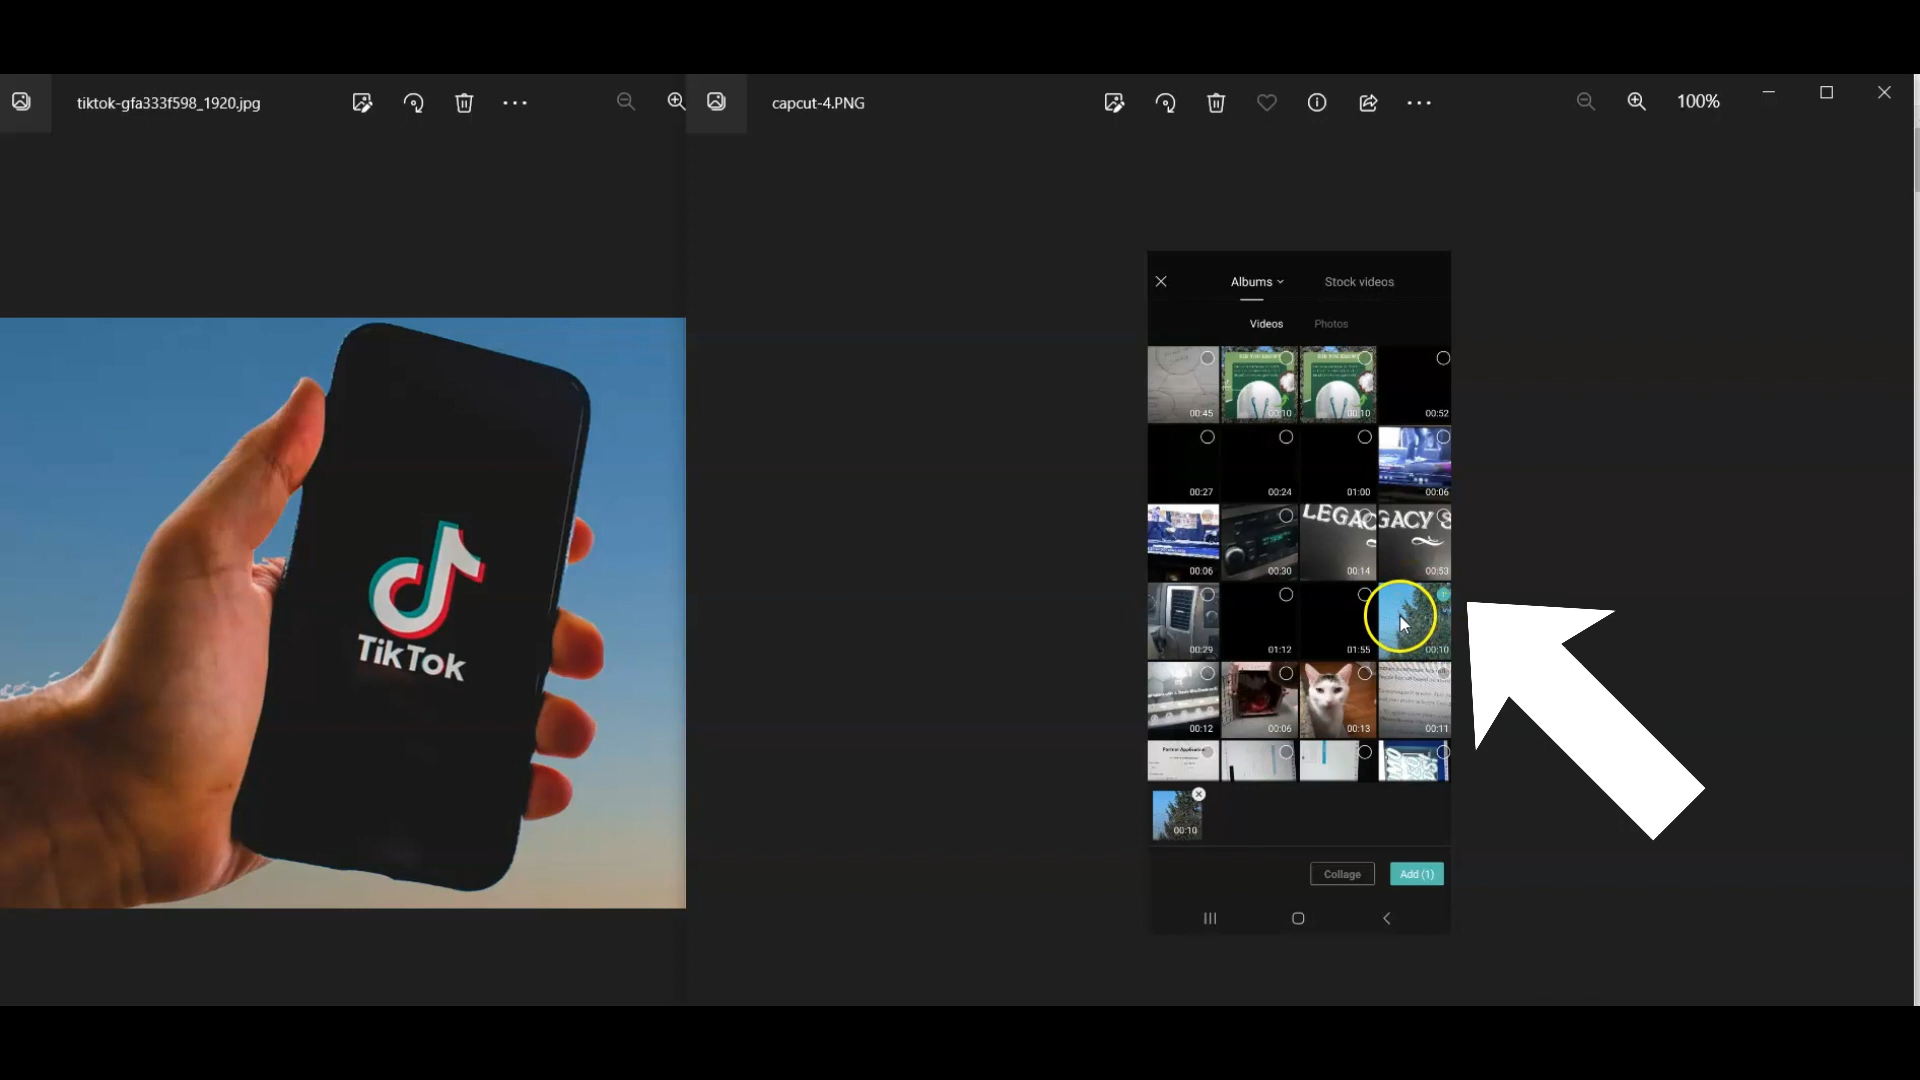 tiktok-gfa333f598_1920.jpg
capcut-4.PNG
100%
TikTok
Albums
Stock videos
Videos
Photos
00:45
00:10
00:10
00:52
00:27
00:24
01:00
00:06
00:06
00:30
LEGAC
00:14
GACY S
00:53
00:29
01:12
01:55
00:10
00:12
00:06
00:13
00:11
00:10
Collage
Add (1)